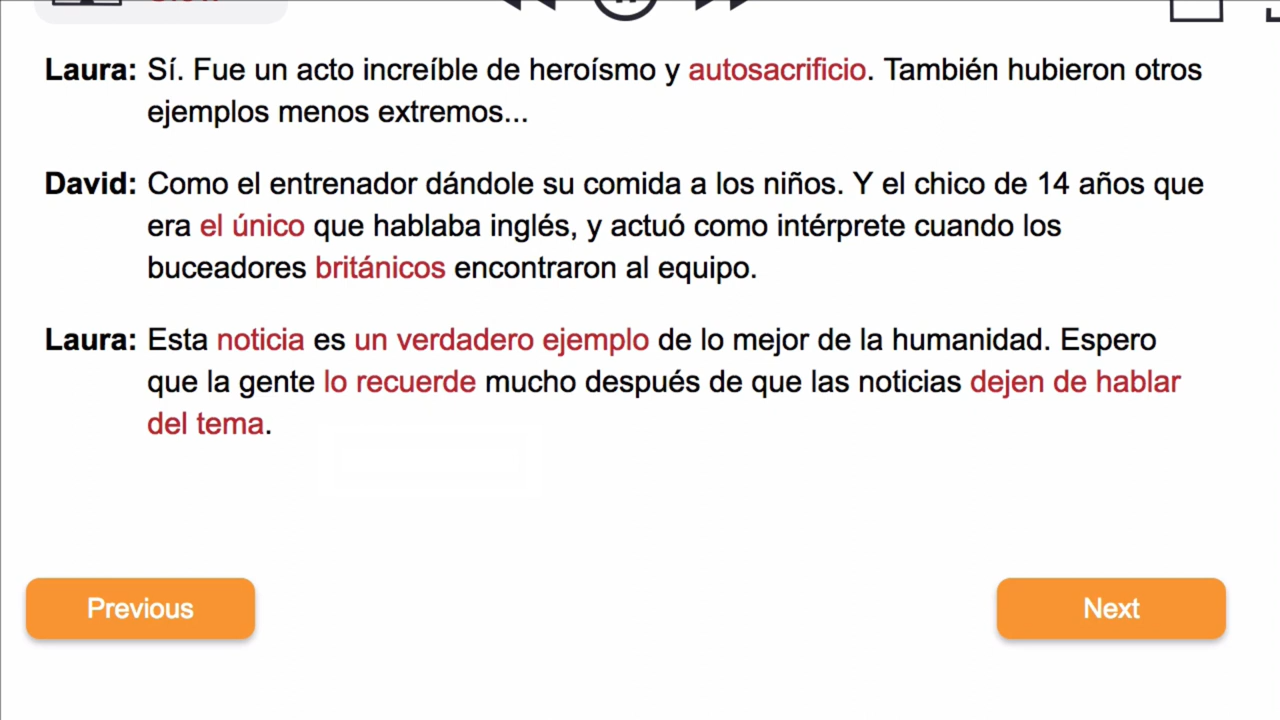 Laura: Sí. Fue un acto increíble de heroísmo y autosacrificio. También hubieron otros
ejemplos menos extremos...
David: Como el entrenador dándole su comida a los niños. Y el chico de 14 años que
era el único que hablaba inglés, y actuó como intérprete cuando los
buceadores británicos encontraron al equipo.
Laura: Esta noticia es un verdadero ejemplo de lo mejor de la humanidad. Espero
que la gente lo recuerde mucho después de que las noticias dejen de hablar
del tema.
Previous
Next